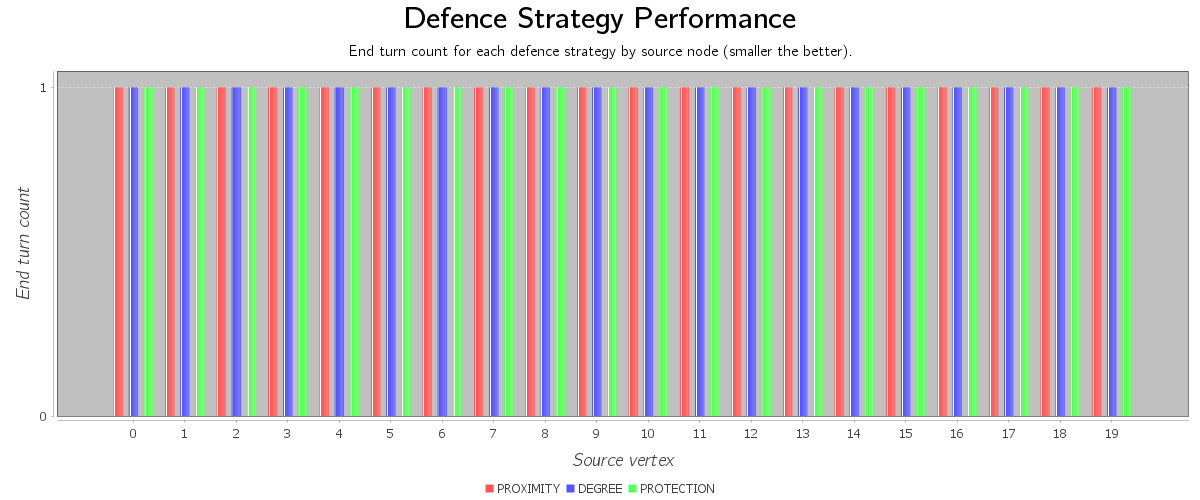 Defence Strategy Performance
End turn count for each defence strategy by source node (smaller the better).
1
End turn count
0
0 1 2 3 4 5 6 7 8 9 10 11 12 13 14 15 16 17 18 19
Source vertex
PROXIMITY DEGREE PROTECTION